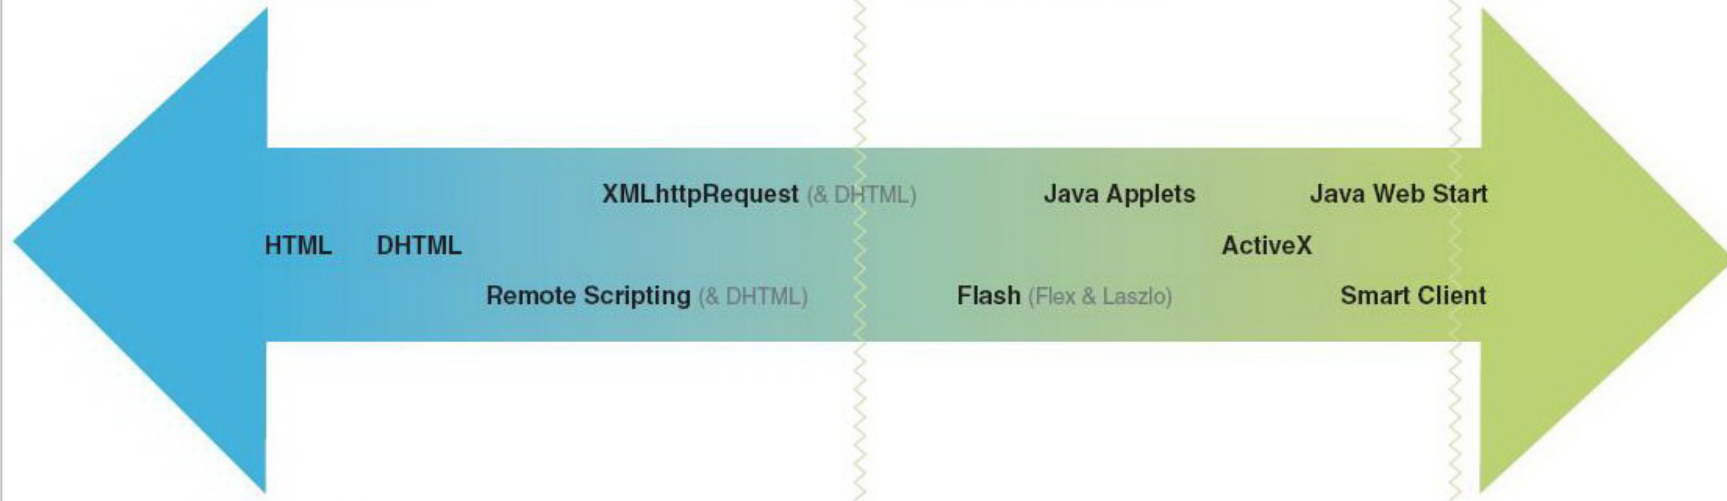 XMLhttpRequest (& DHTML) Java Applets Java Web Start
HTML DHTML ActiveX
Remote Scripting (& DHTML) Flash (Flex & Laszlo) Smart Client